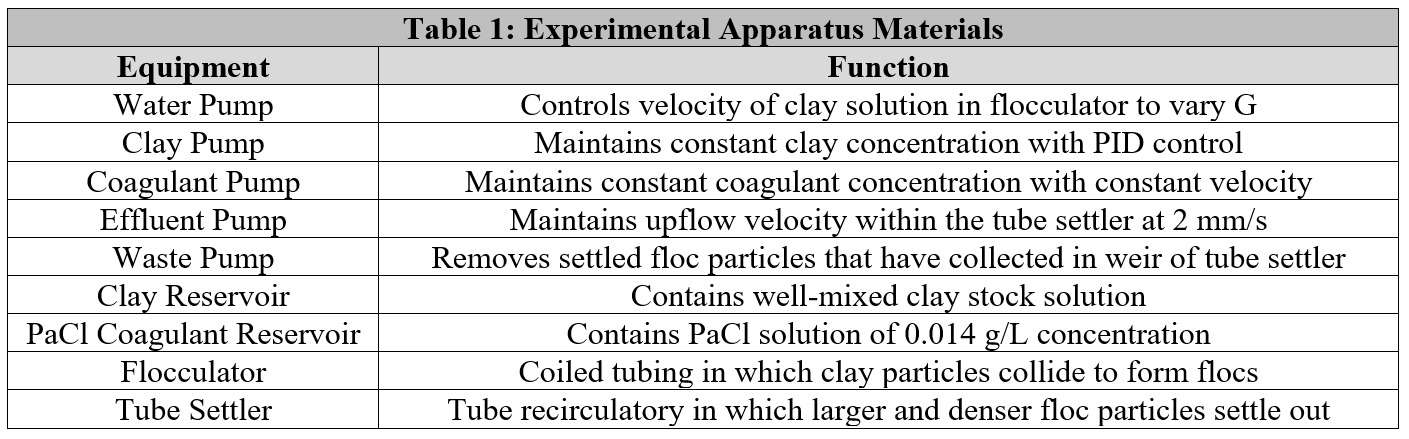 Table 1: Experimental Apparatus Materials
Equipment Function
Water Pump Controls velocity of clay solution in flocculator to vary G
Clay Pump Maintains constant clay concentration with PID control
Coagulant Pump Maintains constant coagulant concentration with constant velocity
Effluent Pump Maintains upflow velocity within the tube settler at 2 mm/s
Waste Pump Removes settled floc particles that have collected in weir of tube settler
Clay Reservoir Contains well-mixed clay stock solution
PaCl Coagulant Reservoir Contains PaCl solution of 0.014 g/L concentration
Flocculator Coiled tubing in which clay particles collide to form flocs
Tube Settler Tube recirculatory in which larger and denser floc particles settle out